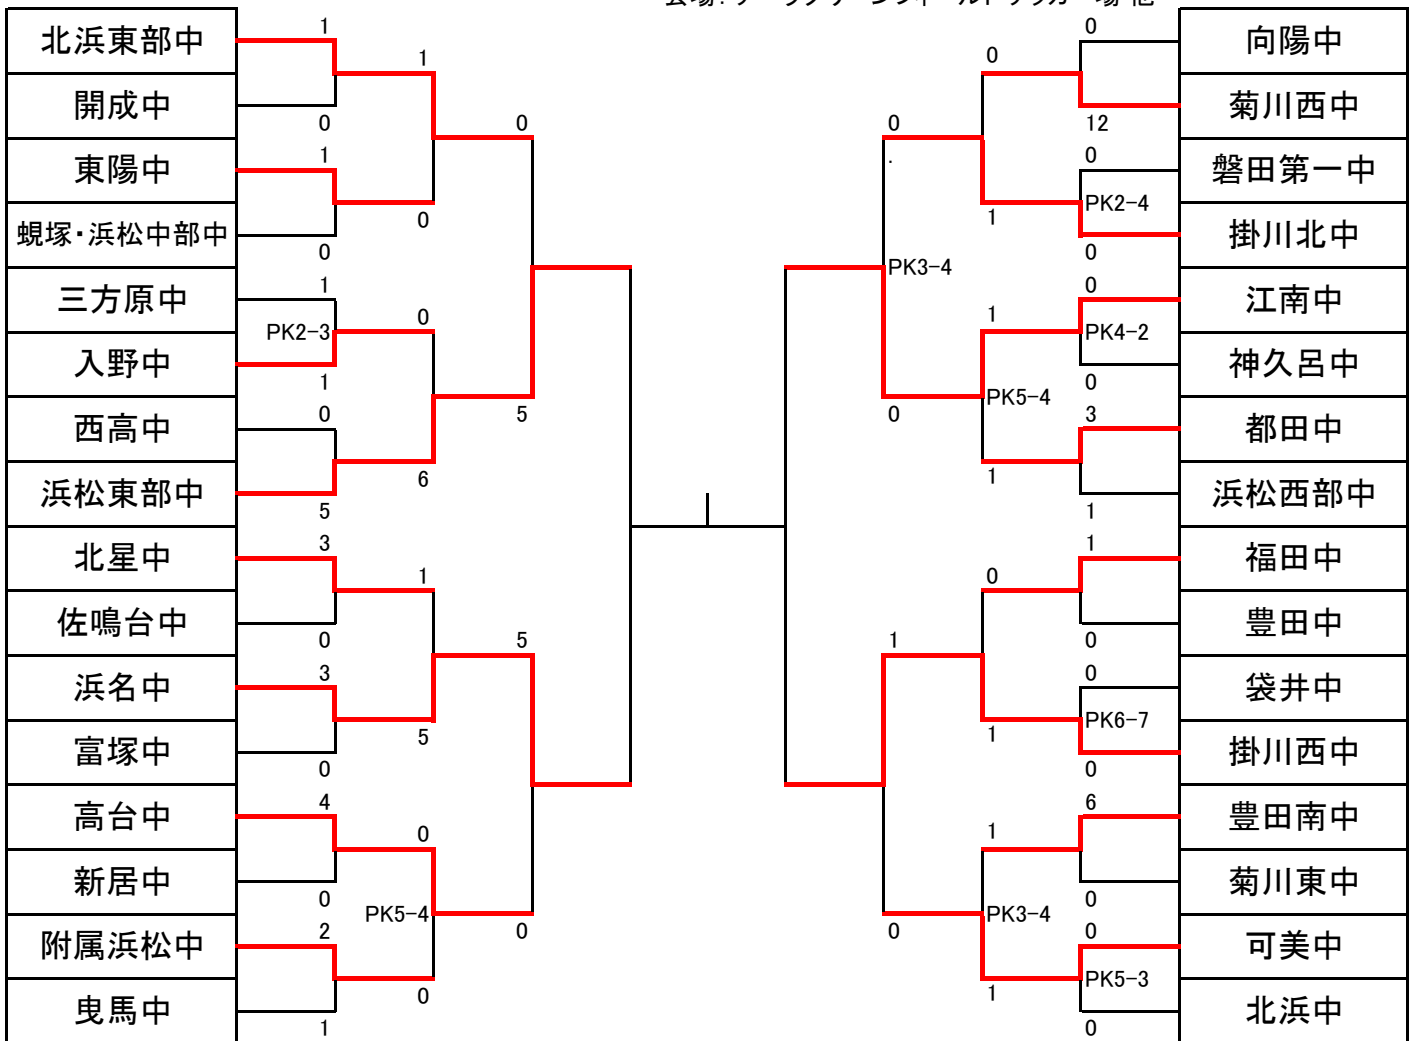 北浜東部中
開成中
東陽中
蜆塚・浜松中部中
三方原中
入野中
西高中
浜松東部中
北星中
佐鳴台中
浜名中
富塚中
高台中
新居中
附属浜松中
曳馬中
1
0
1
0
1
PK2-3
1
0
5
3
0
3
0
4
0
2
1
1
0
0
6
1
5
0
PK5-4
0
0
5
5
0
0
.
PK3-4
0
1
0
0
1
1
PK5-4
1
0
1
1
PK3-4
1
0
12
0
PK2-4
0
0
PK4-2
0
3
1
1
0
0
PK6-7
0
6
0
0
PK5-3
0
向陽中
菊川西中
磐田第一中
掛川北中
江南中
神久呂中
都田中
浜松西部中
福田中
豊田中
袋井中
掛川西中
豊田南中
菊川東中
可美中
北浜中